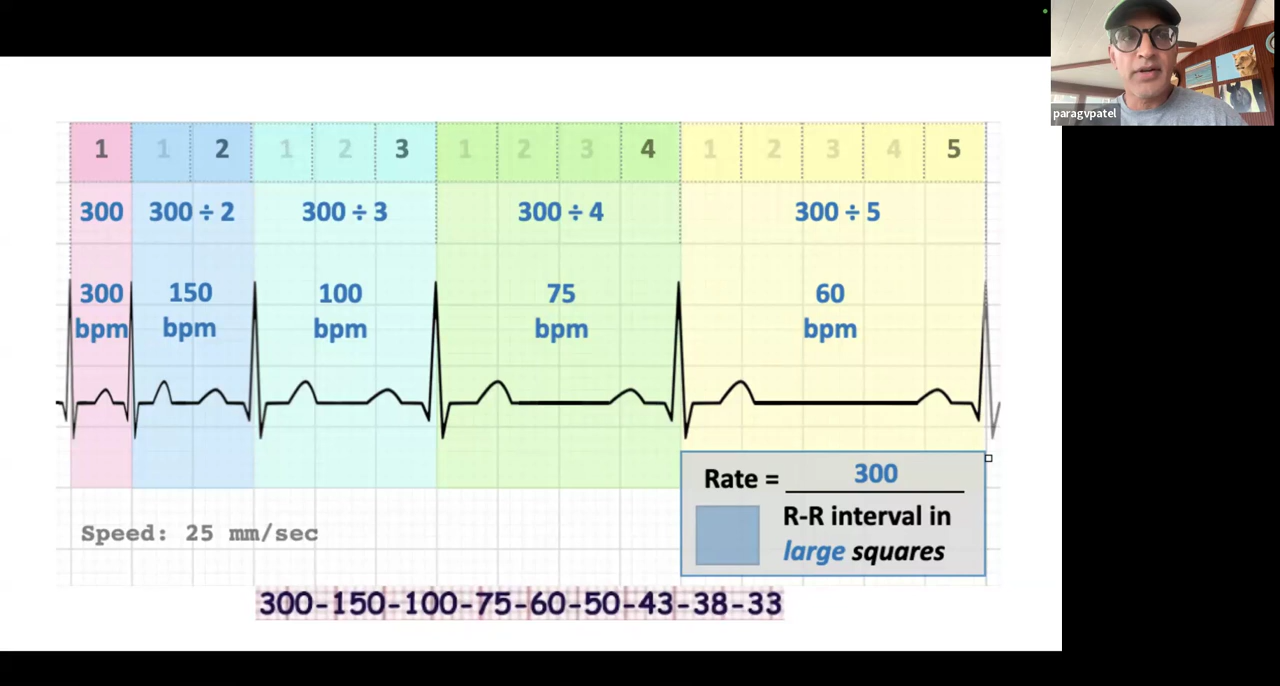 paragvpatel
1 1 2 1 2 3 1 2 3 4 1 2 3 4 5
300 300 ÷ 2 300 ÷ 3 300 ÷ 4 300 ÷ 5
300 150 100 75 60
bpm bpm bpm bpm bpm
Rate = 300
R-R interval in
large squares
Speed: 25 mm/sec
300-150-100-75-60-50-43-38-33